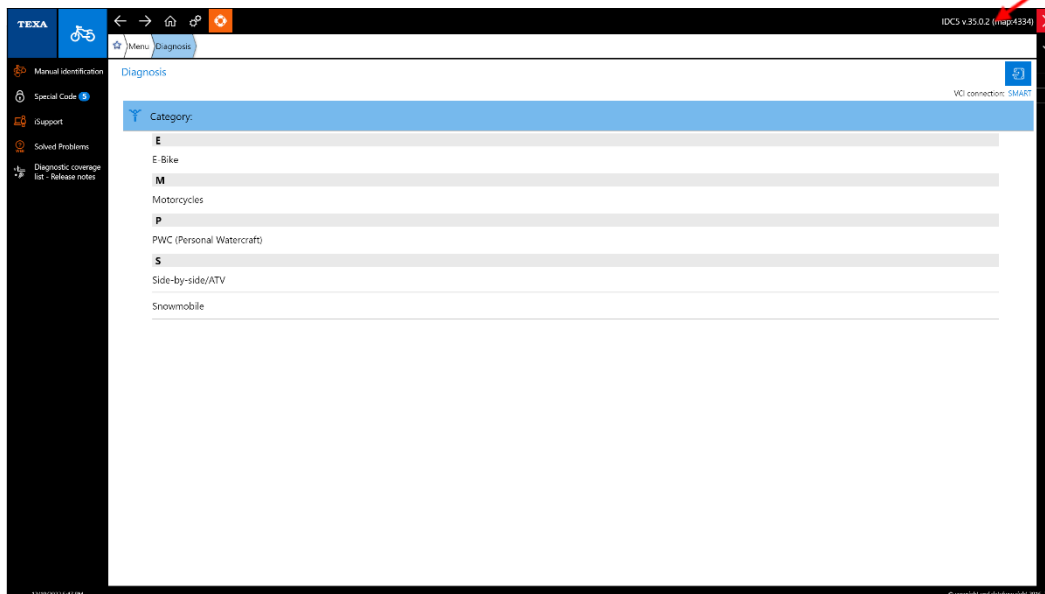 TEXA
IDC5 v.35.0.2 (map:4334)
Menu
Diagnosis
Manual identification
Special Code 5
iSupport
Solved Problems
Diagnostic coverage
list - Release notes
Diagnosis
VCI connection: SMART
Category:
E
E-Bike
M
Motorcycles
P
PWC (Personal Watercraft)
S
Side-by-side/ATV
Snowmobile